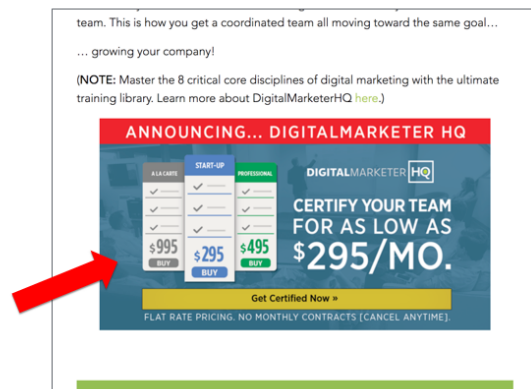 team. This is how you get a coordinated team all moving toward the same goal…
… growing your company!
(NOTE: Master the 8 critical core disciplines of digital marketing with the ultimate
training library. Learn more about DigitalMarketerHQ here.)
ANNOUNCING... DIGITALMARKETER HQ
A LA CARTE
START-UP
PROFESSIONAL
$995
BUY
$295
BUY
$495
BUY
DIGITALMARKETER HQ
CERTIFY YOUR TEAM
FOR AS LOW AS
$295/MO.
Get Certified Now »
FLAT RATE PRICING. NO MONTHLY CONTRACTS [CANCEL ANYTIME].